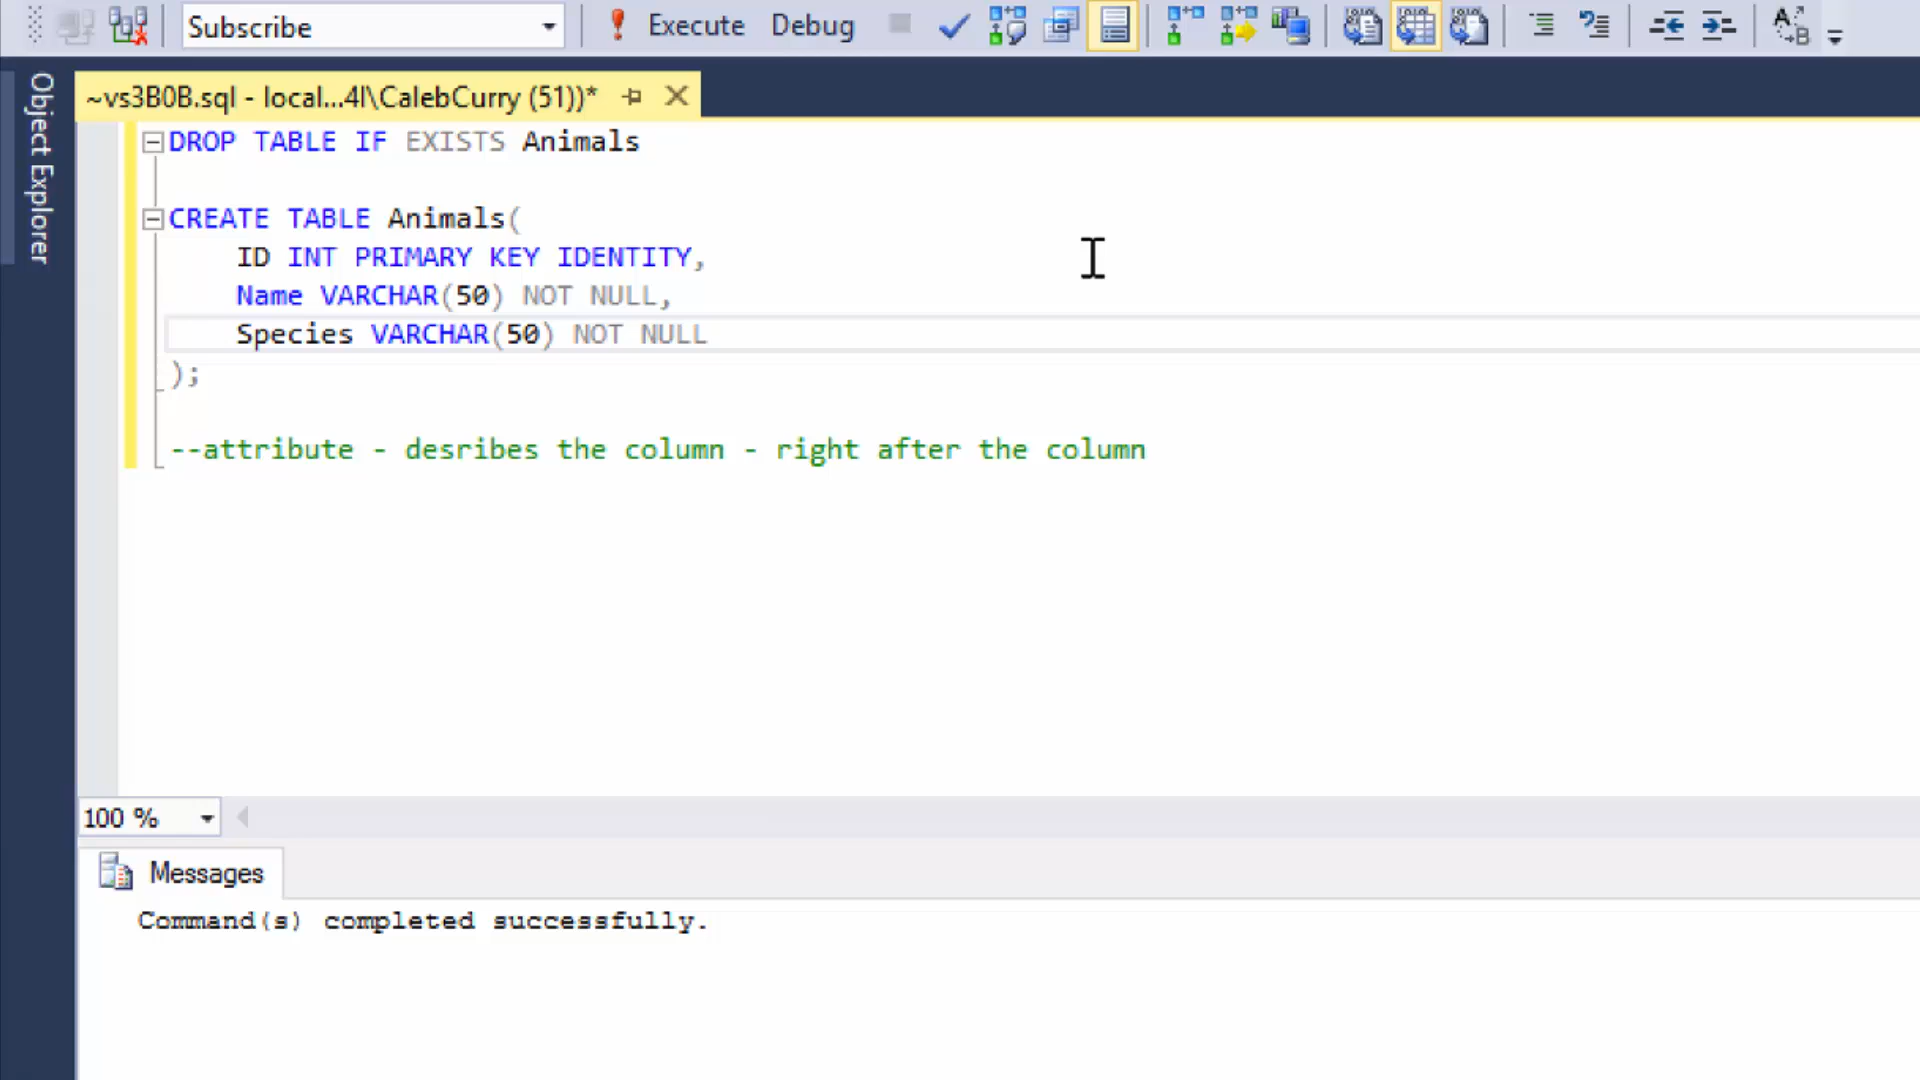 Subscribe
Execute
Debug
Object Explorer
~vs3B0B.sql - local...4l\CalebCurry (51))*
DROP TABLE IF EXISTS Animals
CREATE TABLE Animals(
ID INT PRIMARY KEY IDENTITY,
Name VARCHAR(50) NOT NULL,
Species VARCHAR(50) NOT NULL
);
--attribute - desribes the column - right after the column
100 %
Messages
Command(s) completed successfully.